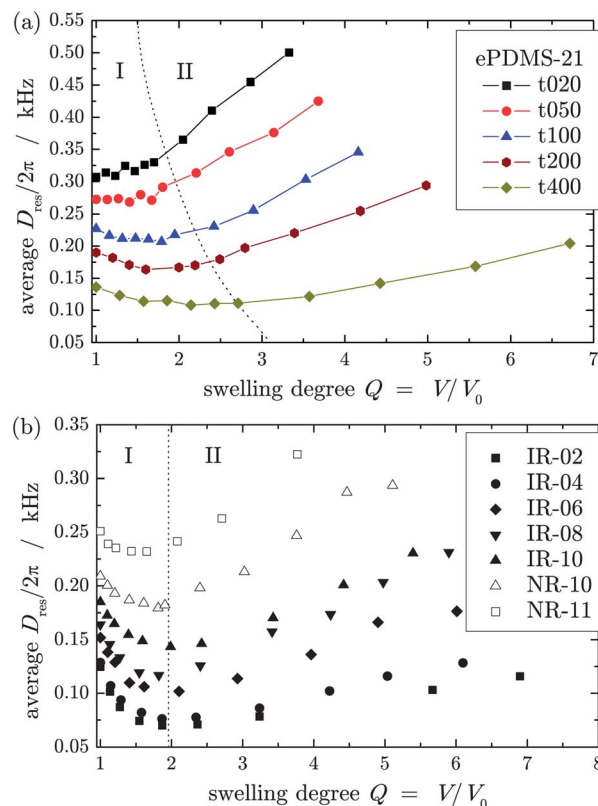 (a)
I
II
ePDMS-21
t020
t050
t100
t200
t400
0.50
0.45
0.40
0.35
0.30
0.25
0.20
0.15
0.10
0.05
average D_res/2π / kHz
1 2 3 4 5 6 7
swelling degree Q = V/V_0
(b)
I
II
IR-02
IR-04
IR-06
IR-08
IR-10
NR-10
NR-11
0.35
0.30
0.25
0.20
0.15
0.10
0.05
average D_res/2π / kHz
1 2 3 4 5 6 7 8
swelling degree Q = V/V_0